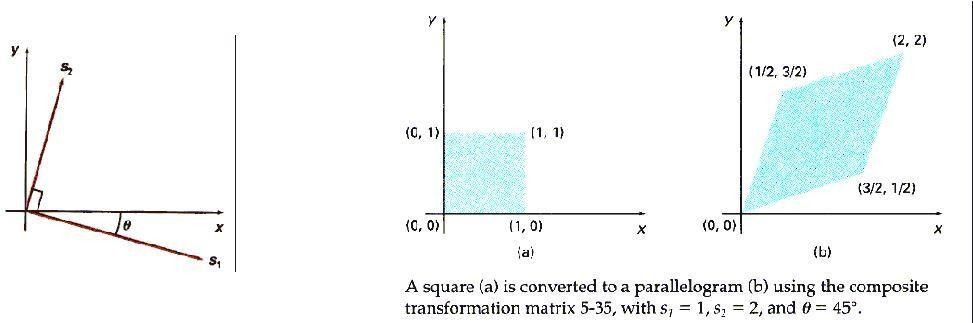 y
s₂
θ
x
s₁
y
(0, 1)
(1, 1)
(0, 0)
(1, 0)
x
(a)
y
(2, 2)
(1/2, 3/2)
(3/2, 1/2)
(0, 0)
x
(b)
A square (a) is converted to a parallelogram (b) using the composite
transformation matrix 5-35, with s₁ = 1, s₂ = 2, and θ = 45°.